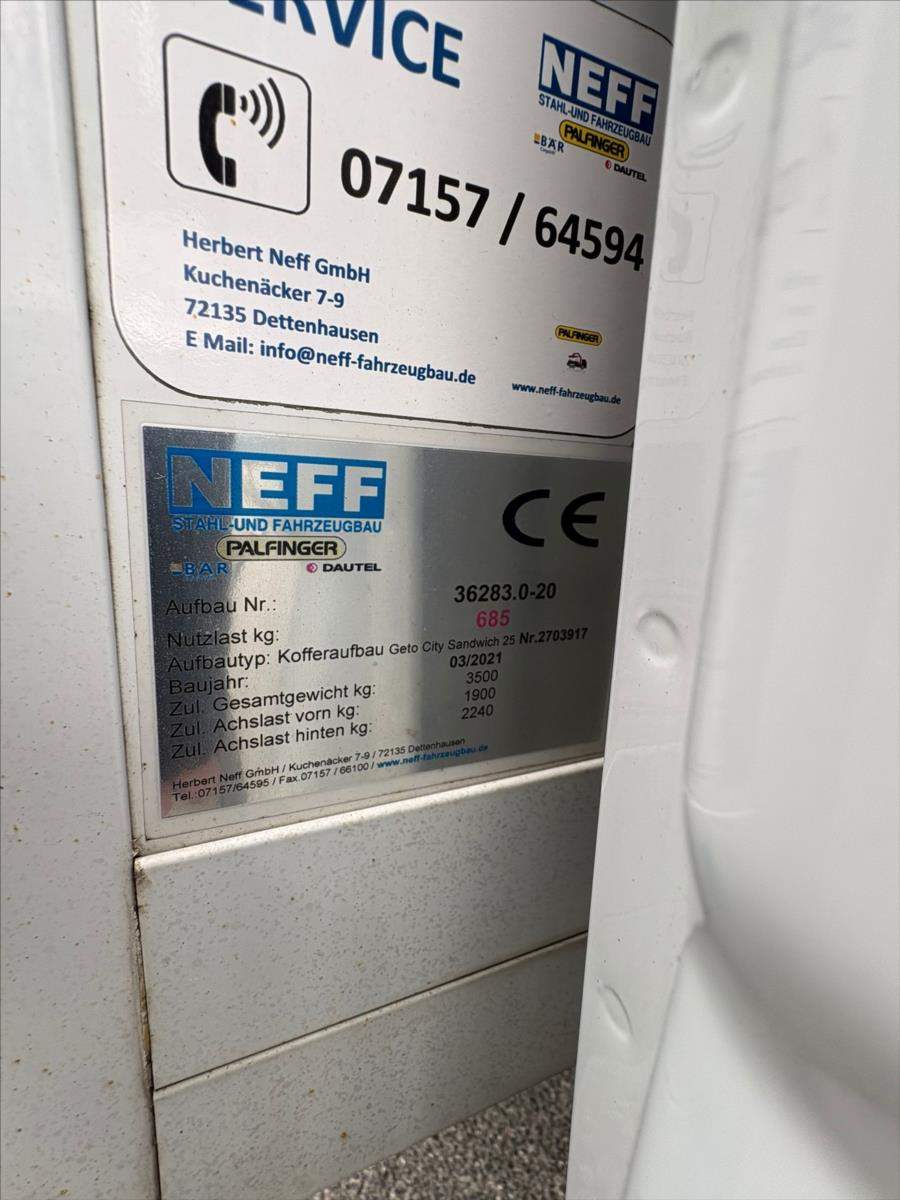 SERVICE
NEFF
STAHL-UND FAHRZEUGBAU
PALFINGER
BÄR
DAUTEL
07157 / 64594
Herbert Neff GmbH
Kuchenäcker 7-9
72135 Dettenhausen
E Mail: info@neff-fahrzeugbau.de
PALFINGER
www.neff-fahrzeugbau.de
NEFF
STAHL-UND FAHRZEUGBAU
PALFINGER
BÄR
DAUTEL
CE
Aufbau Nr.: 36283.0-20
Nutzlast kg: 685
Aufbautyp: Kofferaufbau Geto City Sandwich 25 Nr.2703917
Baujahr: 03/2021
Zul. Gesamtgewicht kg: 3500
Zul. Achslast vorn kg: 1900
Zul. Achslast hinten kg: 2240
Herbert Neff GmbH / Kuchenäcker 7-9 / 72135 Dettenhausen
Tel.:07157/64595 / Fax.07157 / 66100 / www.neff-fahrzeugbau.de